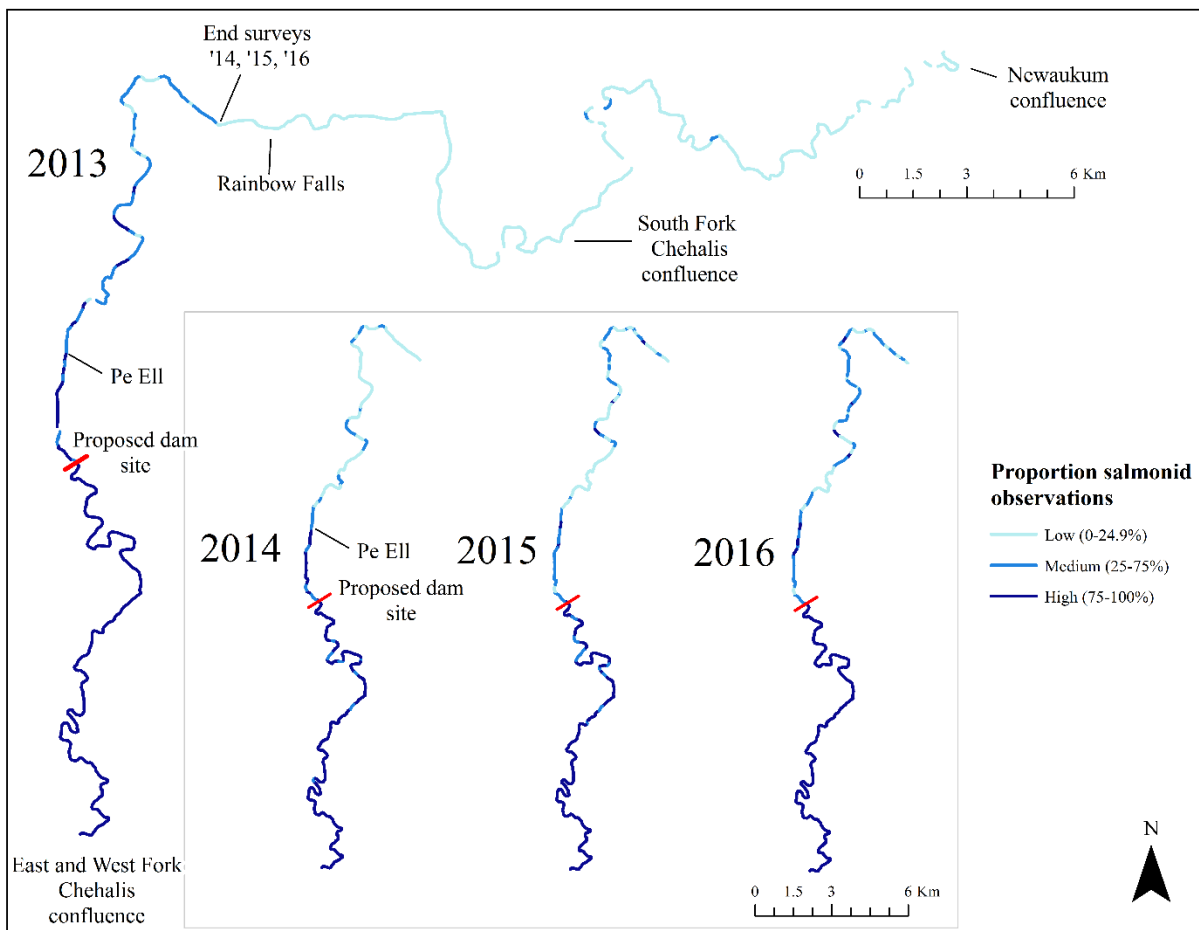 End surveys
'14, '15, '16
Newaukum
confluence
2013
Rainbow Falls
0 1.5 3 6 Km
South Fork
Chehalis
confluence
Pe Ell
Proposed dam
site
2014
Pe Ell
Proposed dam
site
2015
2016
Proportion salmonid
observations
Low (0-24.9%)
Medium (25-75%)
High (75-100%)
East and West Fork
Chehalis
confluence
0 1.5 3 6 Km
N